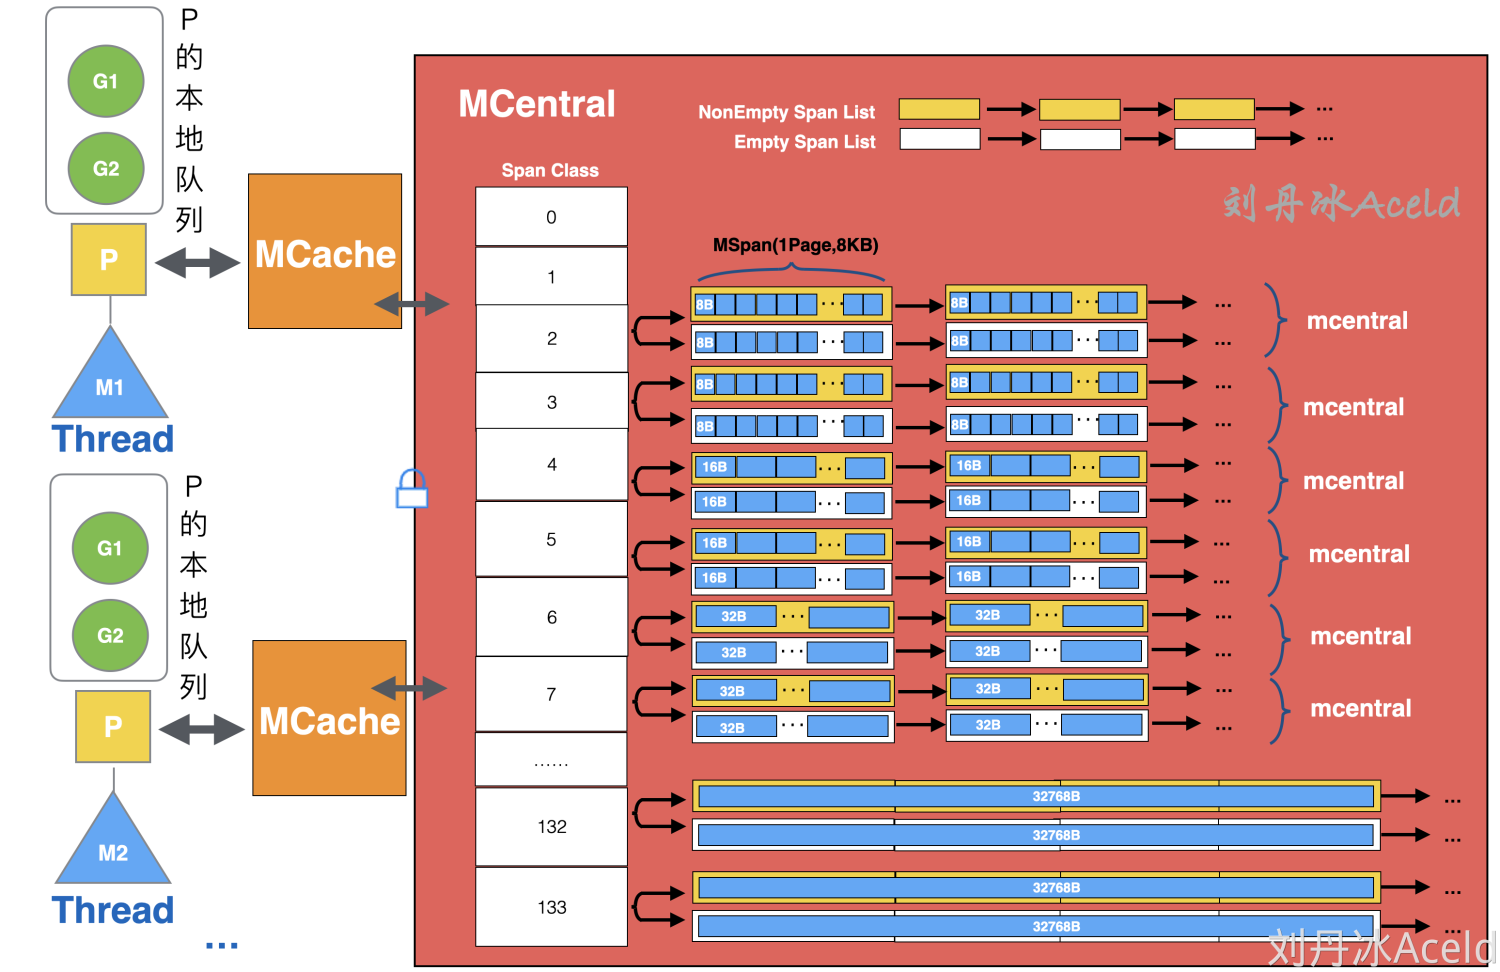 P的本地队列
G1
G2
P
M1
Thread
MCache
P的本地队列
G1
G2
P
M2
Thread
...
MCache
MCentral
NonEmpty Span List
...
Empty Span List
...
刘丹冰Aceld
Span Class
0
1
2
3
4
5
6
7
......
132
133
MSpan(1Page,8KB)
8B ... 8B ... ...
8B ... 8B ... ...
mcentral
8B ... 8B ... ...
8B ... 8B ... ...
mcentral
16B ... 16B ... ...
16B ... 16B ... ...
mcentral
16B ... 16B ... ...
16B ... 16B ... ...
mcentral
32B ... 32B ... ...
32B ... 32B ... ...
mcentral
32B ... 32B ... ...
32B ... 32B ... ...
mcentral
32768B ...
32768B ...
32768B ...
32768B ...
刘丹冰Aceld